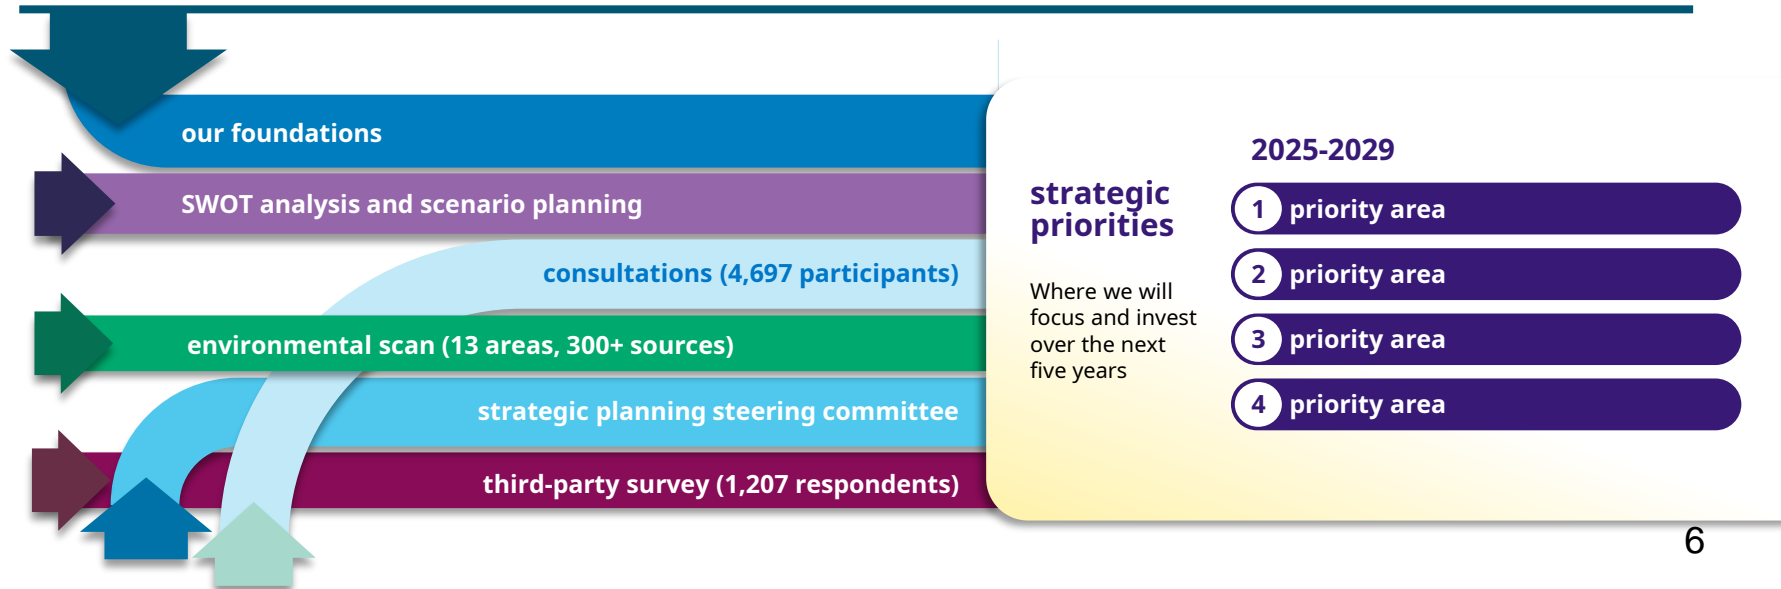 our foundations
SWOT analysis and scenario planning
consultations (4,697 participants)
environmental scan (13 areas, 300+ sources)
strategic planning steering committee
third-party survey (1,207 respondents)
strategic
priorities
Where we will
focus and invest
over the next
five years
2025-2029
1 priority area
2 priority area
3 priority area
4 priority area
6